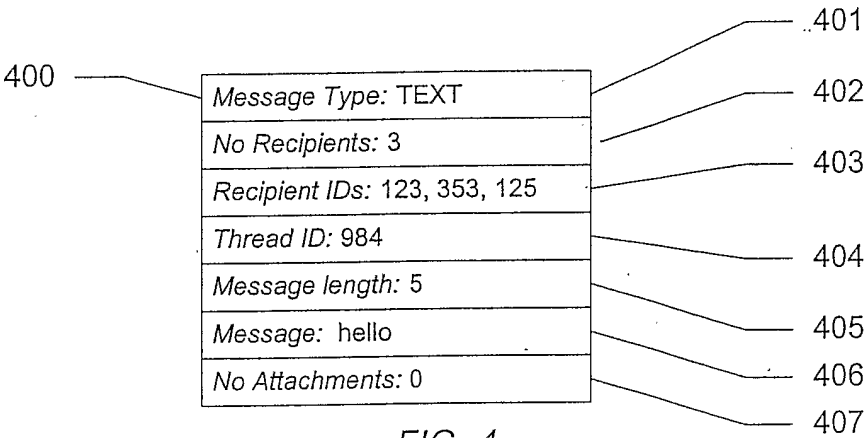 401
400
Message Type: TEXT
402
No Recipients: 3
403
Recipient IDs: 123, 353, 125
Thread ID: 984
404
Message length: 5
405
Message: hello
406
No Attachments: 0
407